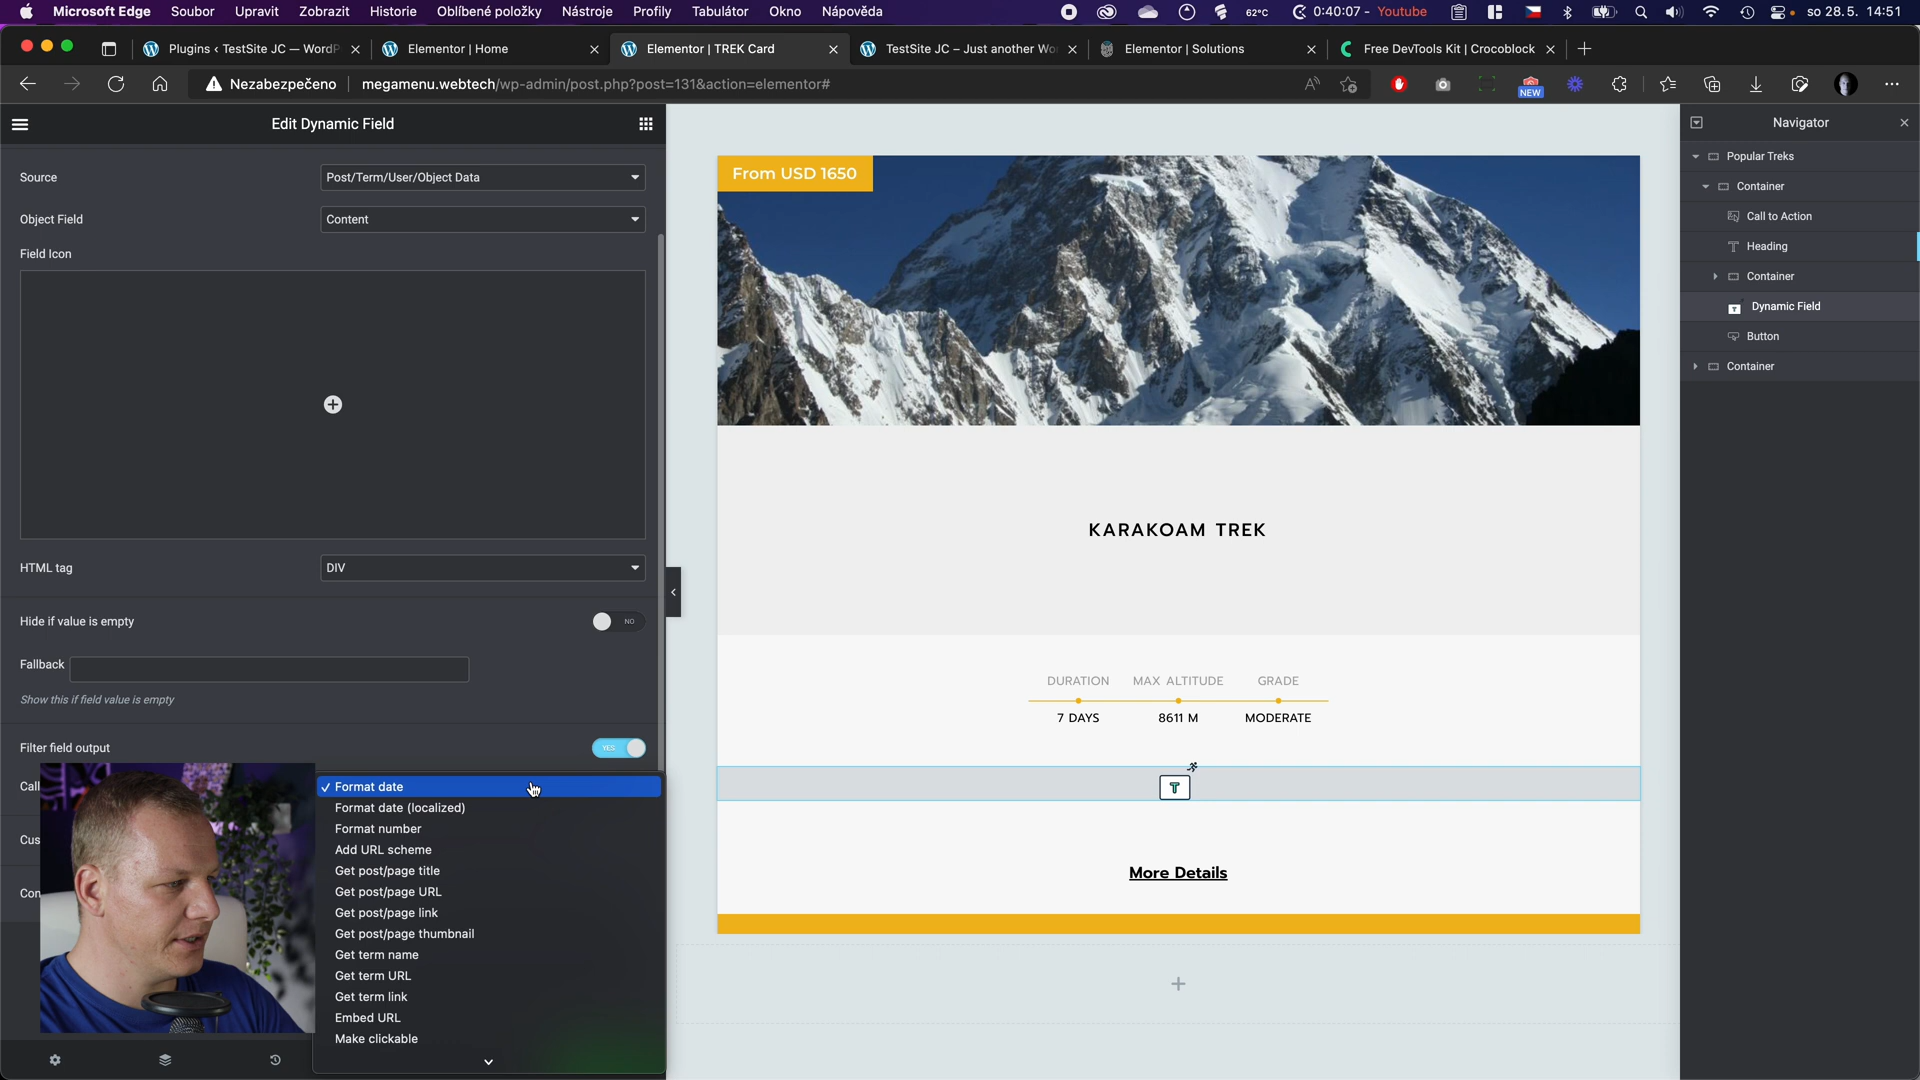 Microsoft Edge Soubor Upravit Zobrazit Historie Oblíbené položky Nástroje Profily Tabulátor Okno Nápověda 62°C 0:40:07 - Youtube so 28.5. 14:51
Plugins ‹ TestSite JC — WordP Elementor | Home Elementor | TREK Card TestSite JC – Just another Wo Elementor | Solutions Free DevTools Kit | Crocoblock
Nezabezpečeno megamenu.webtech/wp-admin/post.php?post=131&action=elementor# NEW
Edit Dynamic Field
Source Post/Term/User/Object Data
Object Field Content
Field Icon
HTML tag DIV
Hide if value is empty NO
Fallback
Show this if field value is empty
Filter field output YES
Call
Cus
Con
Format date
Format date (localized)
Format number
Add URL scheme
Get post/page title
Get post/page URL
Get post/page link
Get post/page thumbnail
Get term name
Get term URL
Get term link
Embed URL
Make clickable
From USD 1650
KARAKOAM TREK
DURATION MAX ALTITUDE GRADE
7 DAYS 8611 M MODERATE
T
More Details
Navigator
Popular Treks
Container
Call to Action
Heading
Container
Dynamic Field
Button
Container